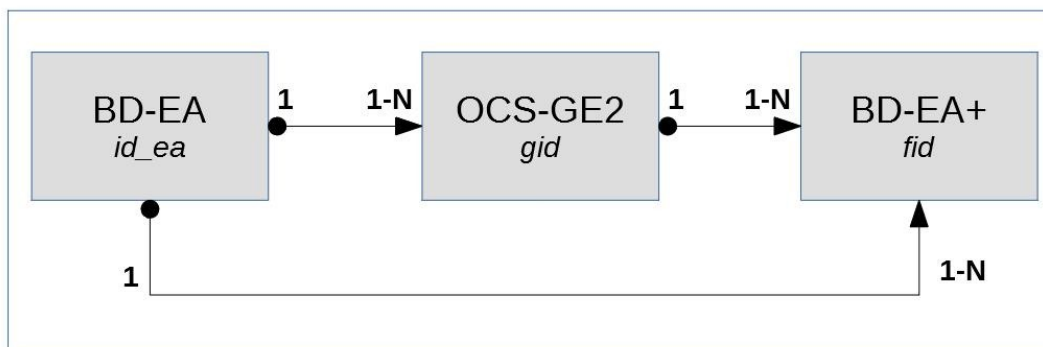 BD-EA
id_ea
1
1-N
OCS-GE2
gid
1
1-N
BD-EA+
fid
1
1-N